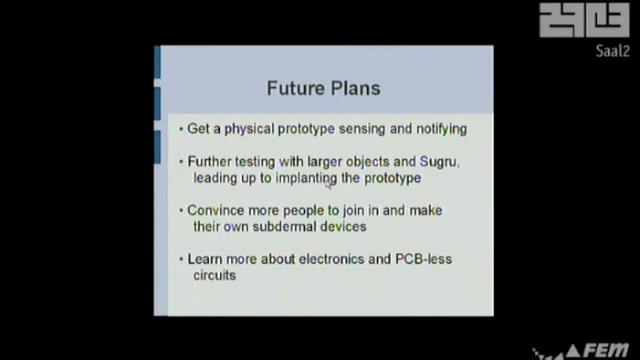 29C3
Saal2
Future Plans
• Get a physical prototype sensing and notifying
• Further testing with larger objects and Sugru,
leading up to implanting the prototype
• Convince more people to join in and make
their own subdermal devices
• Learn more about electronics and PCB-less
circuits
FEM